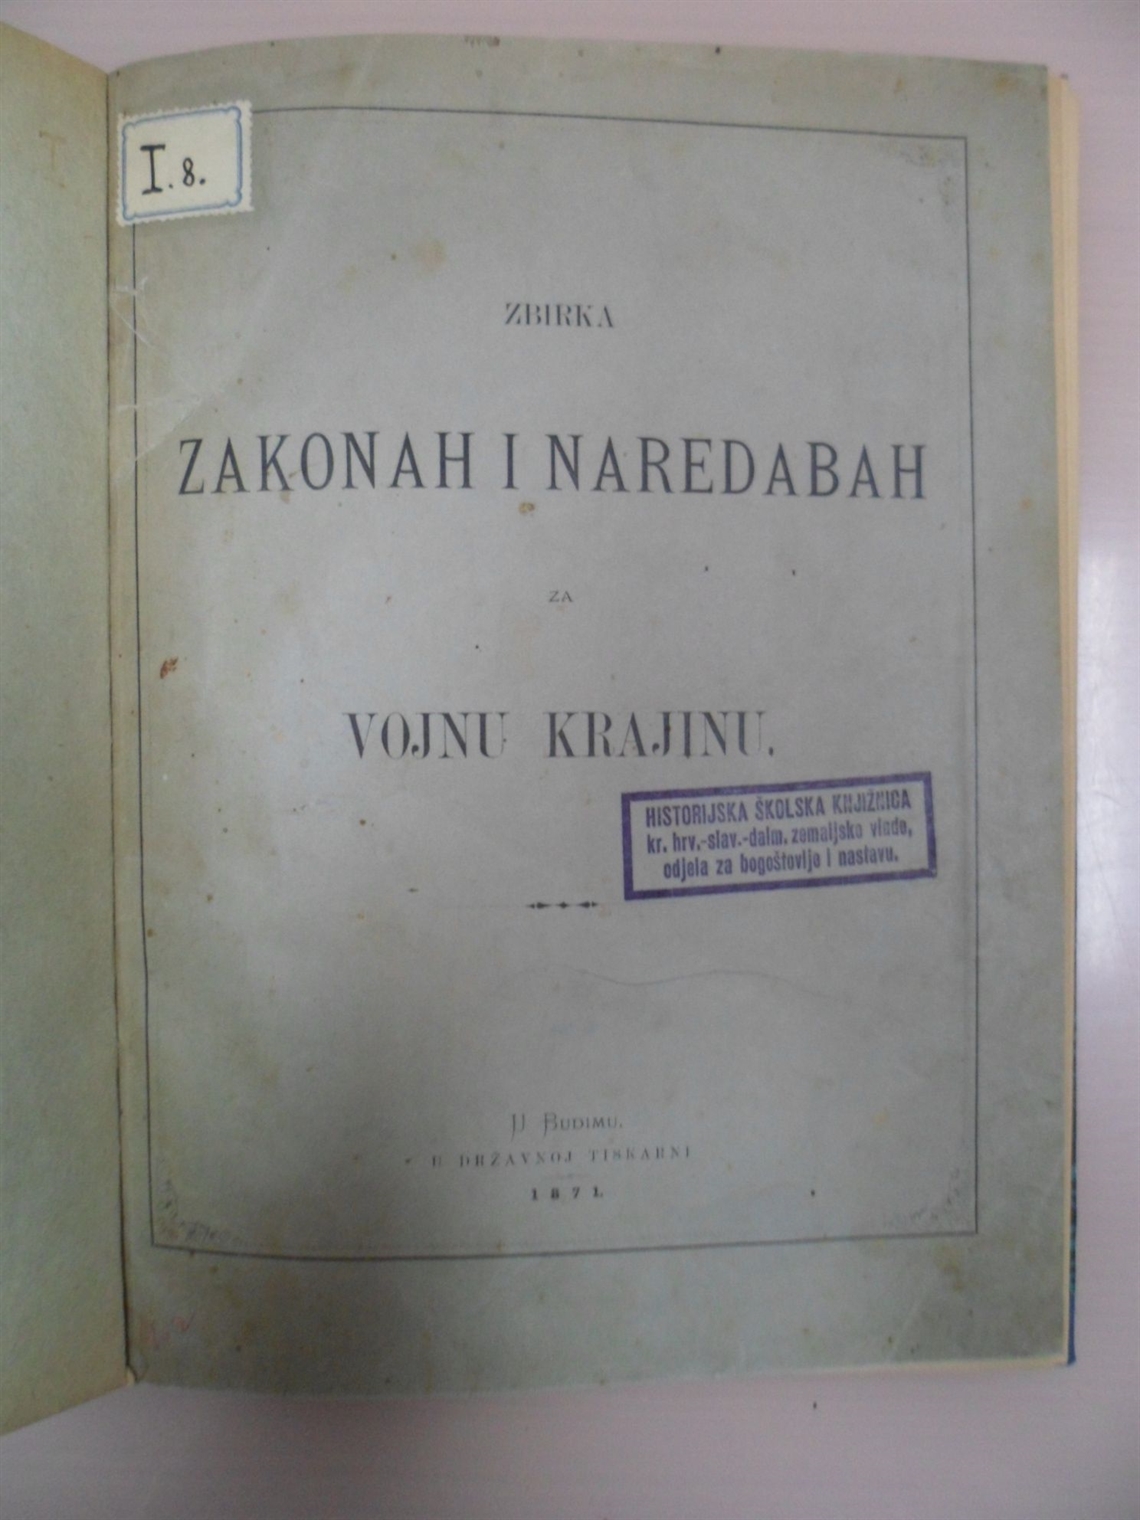 I. 8.
ZBIRKA
ZAKONAH I NAREDABAH
ZA
VOJNU KRAJINU.
HISTORIJSKA ŠKOLSKA KNJIŽNICA
kr. hrv.-slav.-dalm. zemaljske vlade,
odjela za bogoštovlje i nastavu.
U BUDIMU.
U DRŽAVNOJ TISKARNI
1871.